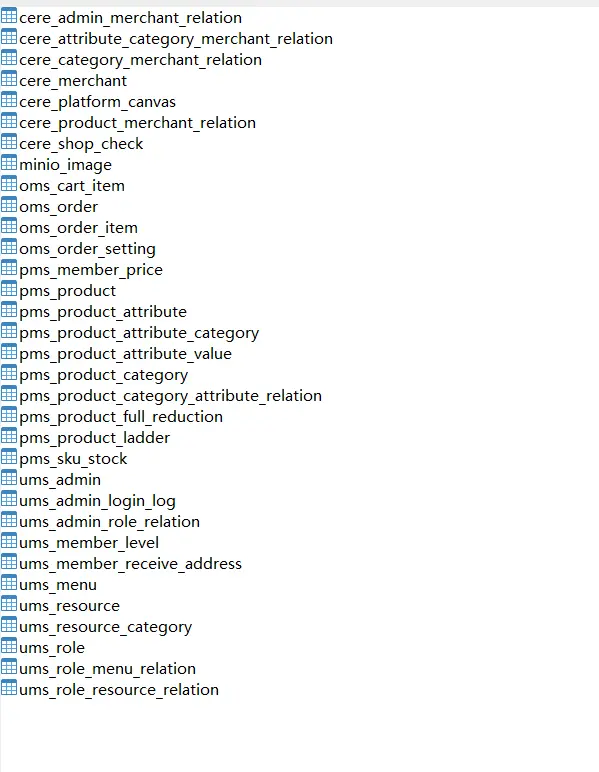 cere_admin_merchant_relation
cere_attribute_category_merchant_relation
cere_category_merchant_relation
cere_merchant
cere_platform_canvas
cere_product_merchant_relation
cere_shop_check
minio_image
oms_cart_item
oms_order
oms_order_item
oms_order_setting
pms_member_price
pms_product
pms_product_attribute
pms_product_attribute_category
pms_product_attribute_value
pms_product_category
pms_product_category_attribute_relation
pms_product_full_reduction
pms_product_ladder
pms_sku_stock
ums_admin
ums_admin_login_log
ums_admin_role_relation
ums_member_level
ums_member_receive_address
ums_menu
ums_resource
ums_resource_category
ums_role
ums_role_menu_relation
ums_role_resource_relation